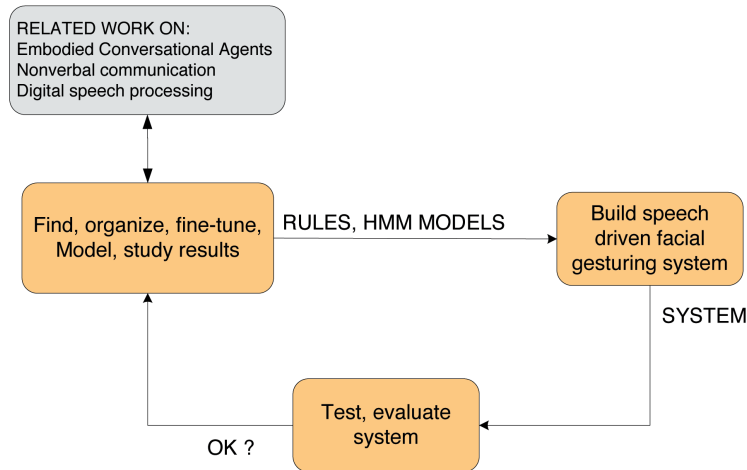 RELATED WORK ON:
Embodied Conversational Agents
Nonverbal communication
Digital speech processing
Find, organize, fine-tune,
Model, study results
RULES, HMM MODELS
Build speech
driven facial
gesturing system
SYSTEM
Test, evaluate
system
OK ?